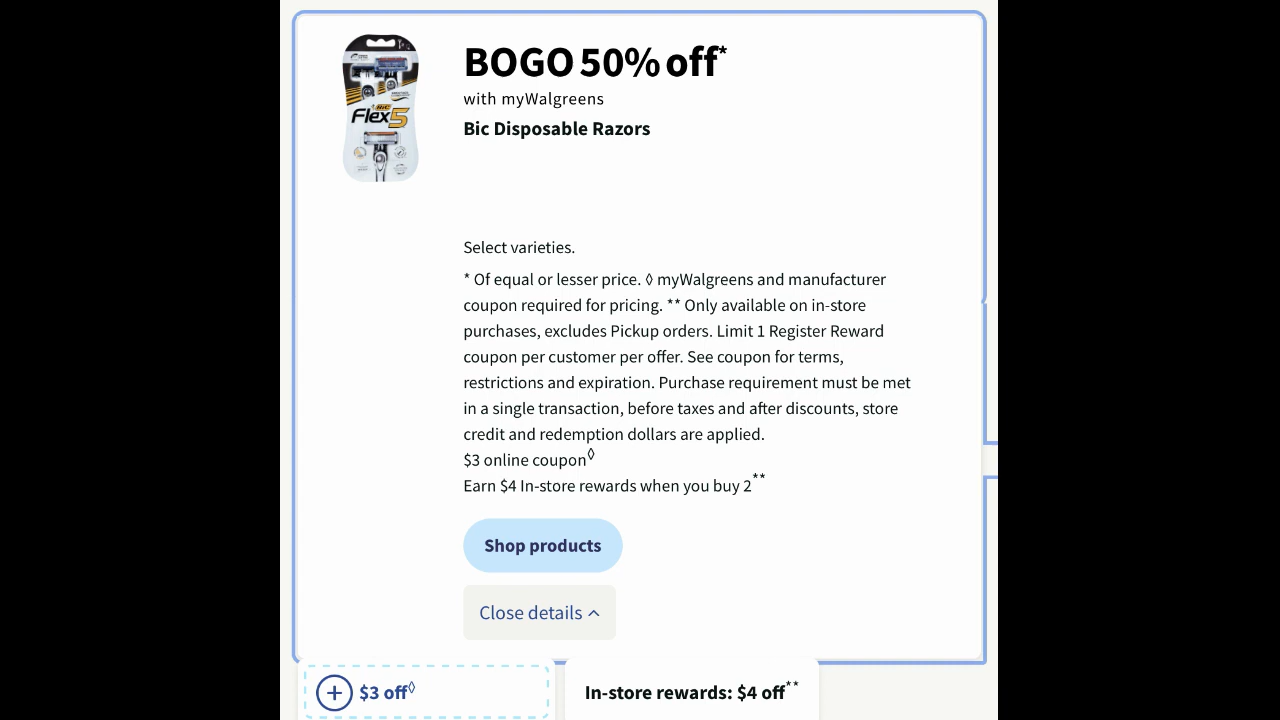 BOGO 50% off*
with myWalgreens
Bic Disposable Razors
BIC
Flex 5
Select varieties.
* Of equal or lesser price. ◊ myWalgreens and manufacturer
coupon required for pricing. ** Only available on in-store
purchases, excludes Pickup orders. Limit 1 Register Reward
coupon per customer per offer. See coupon for terms,
restrictions and expiration. Purchase requirement must be met
in a single transaction, before taxes and after discounts, store
credit and redemption dollars are applied.
$3 online coupon◊
Earn $4 In-store rewards when you buy 2**
Shop products
Close details
$3 off◊
In-store rewards: $4 off**